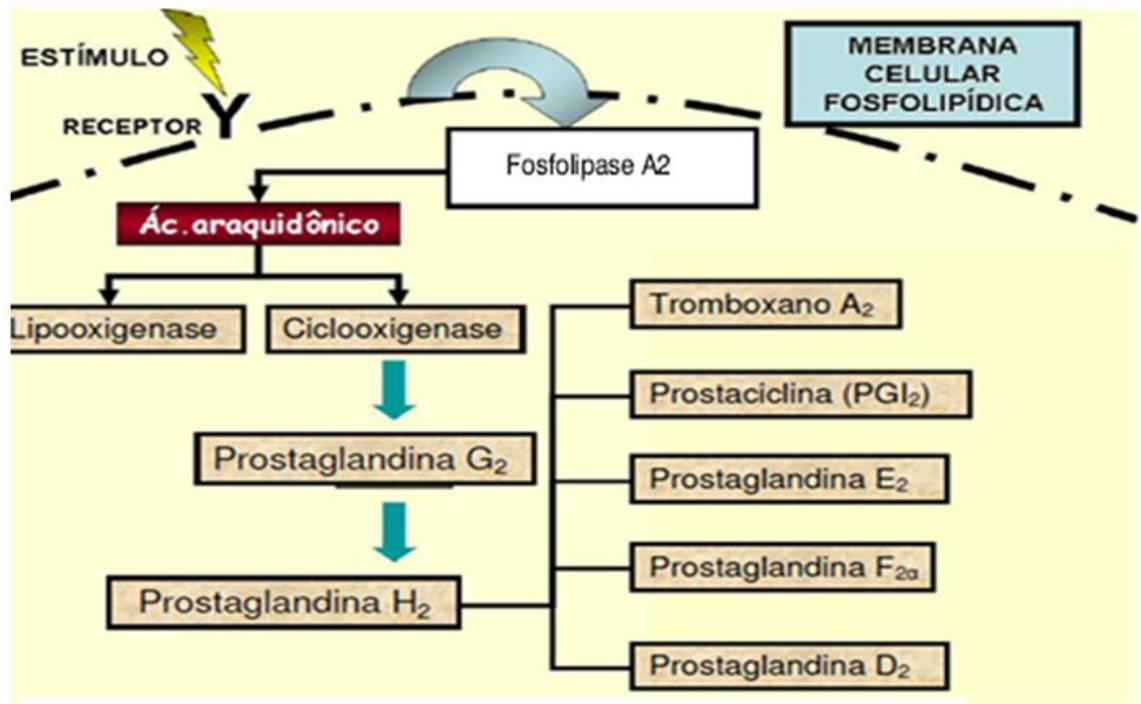 ESTÍMULO
RECEPTOR
MEMBRANA
CELULAR
FOSFOLIPÍDICA
Fosfolipase A2
Ác.araquidônico
Lipooxigenase
Ciclooxigenase
Prostaglandina G₂
Prostaglandina H₂
Tromboxano A₂
Prostaciclina (PGI₂)
Prostaglandina E₂
Prostaglandina F₂α
Prostaglandina D₂